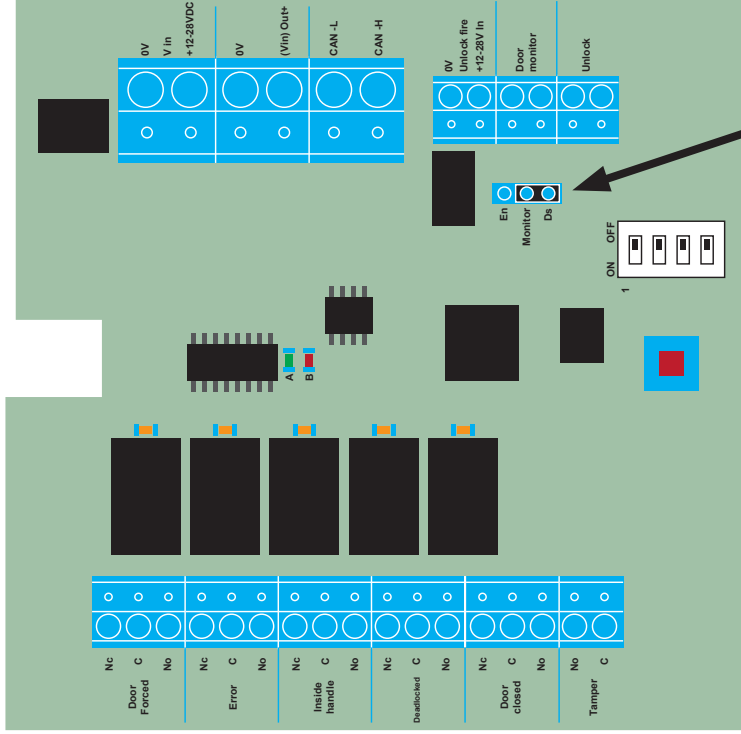 0V
V in
+12-28VDC
0V
(Vin) Out+
CAN -L
CAN -H
0V
Unlock fire
+12-28V In
Door
monitor
Unlock
En
Monitor
Ds
ON OFF
1
A
B
Nc C No
Door
Forced
Nc C No
Error
Nc C No
Inside
handle
Nc C No
Deadlocked
Nc C No
Door
closed
No C
Tamper